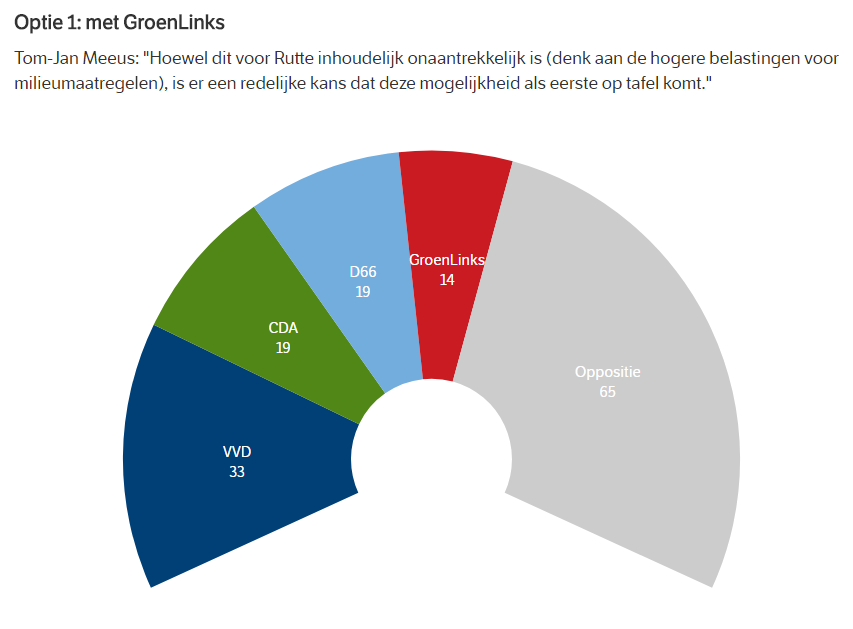 Optie 1: met GroenLinks
Tom-Jan Meeus: "Hoewel dit voor Rutte inhoudelijk onaantrekkelijk is (denk aan de hogere belastingen voor
milieumaatregelen), is er een redelijke kans dat deze mogelijkheid als eerste op tafel komt."
GroenLinks
14
D66
19
CDA
19
Oppositie
65
VVD
33